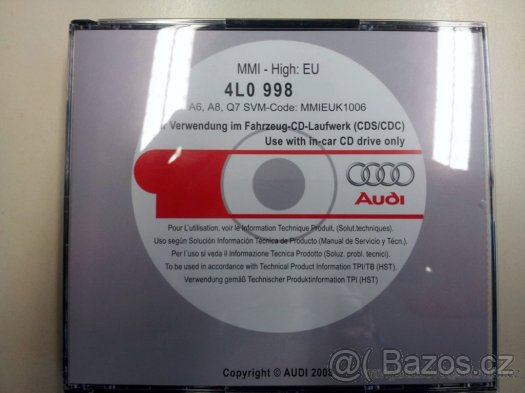 MMI - High: EU
4L0 998
A6, A8, Q7 SVM-Code: MMIEUK1006
Verwendung im Fahrzeug-CD-Laufwerk (CDS/CDC)
Use with in-car CD drive only
Audi
Pour L'utilisation, voir le Information Technique Produit, (Solut.techniques).
Uso según Solución Información Técnica de Producto (Manual de Servicio y Técn.).
Per l'uso si veda il Informazione Tecnica Prodotto (Soluz. probl. tecnici).
To be used in accordance with Technical Product Information TPI/TB (HST).
Verwendung gemäß Technischer Produktinformation TPI (HST)
Copyright © AUDI 2008
Bazos.cz